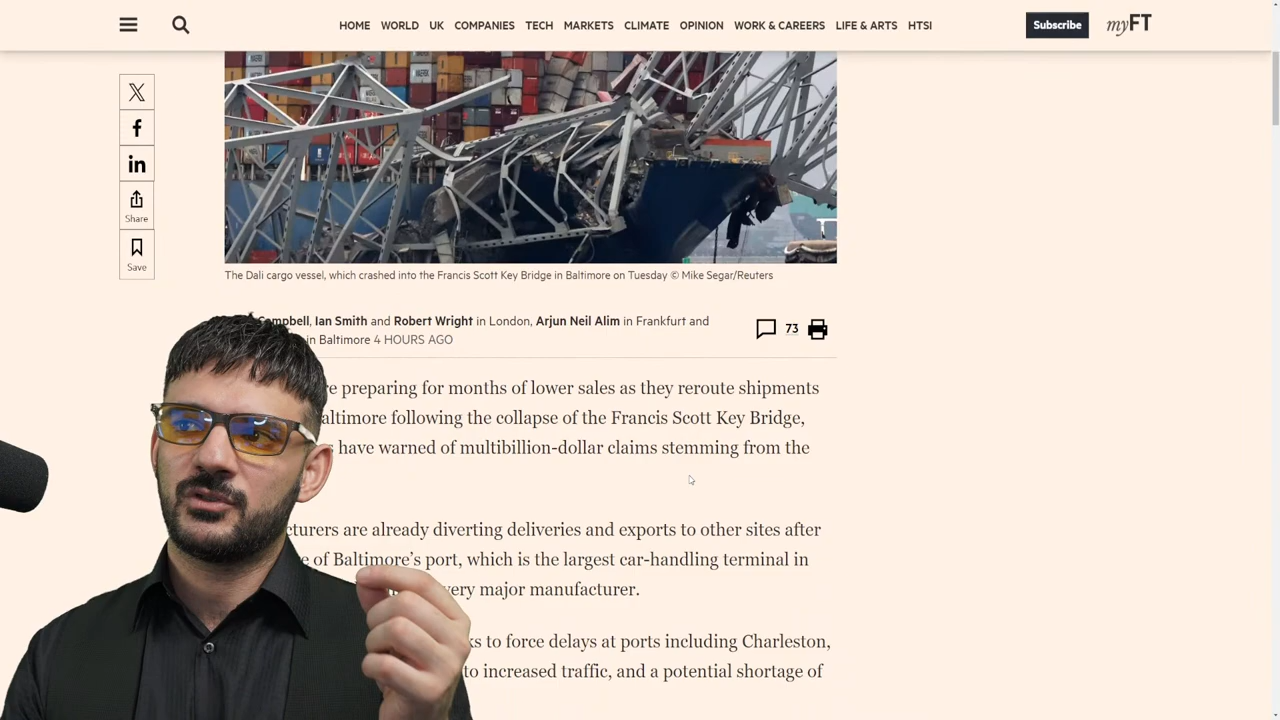 HOME WORLD UK COMPANIES TECH MARKETS CLIMATE OPINION WORK & CAREERS LIFE & ARTS HTSI
Subscribe
myFT
Share
Save
The Dali cargo vessel, which crashed into the Francis Scott Key Bridge in Baltimore on Tuesday © Mike Segar/Reuters
Campbell, Ian Smith and Robert Wright in London, Arjun Neil Alim in Frankfurt and
in Baltimore 4 HOURS AGO
73
preparing for months of lower sales as they reroute shipments
following the collapse of the Francis Scott Key Bridge,
have warned of multibillion-dollar claims stemming from the
are already diverting deliveries and exports to other sites after
of Baltimore’s port, which is the largest car-handling terminal in
major manufacturer.
to force delays at ports including Charleston,
to increased traffic, and a potential shortage of